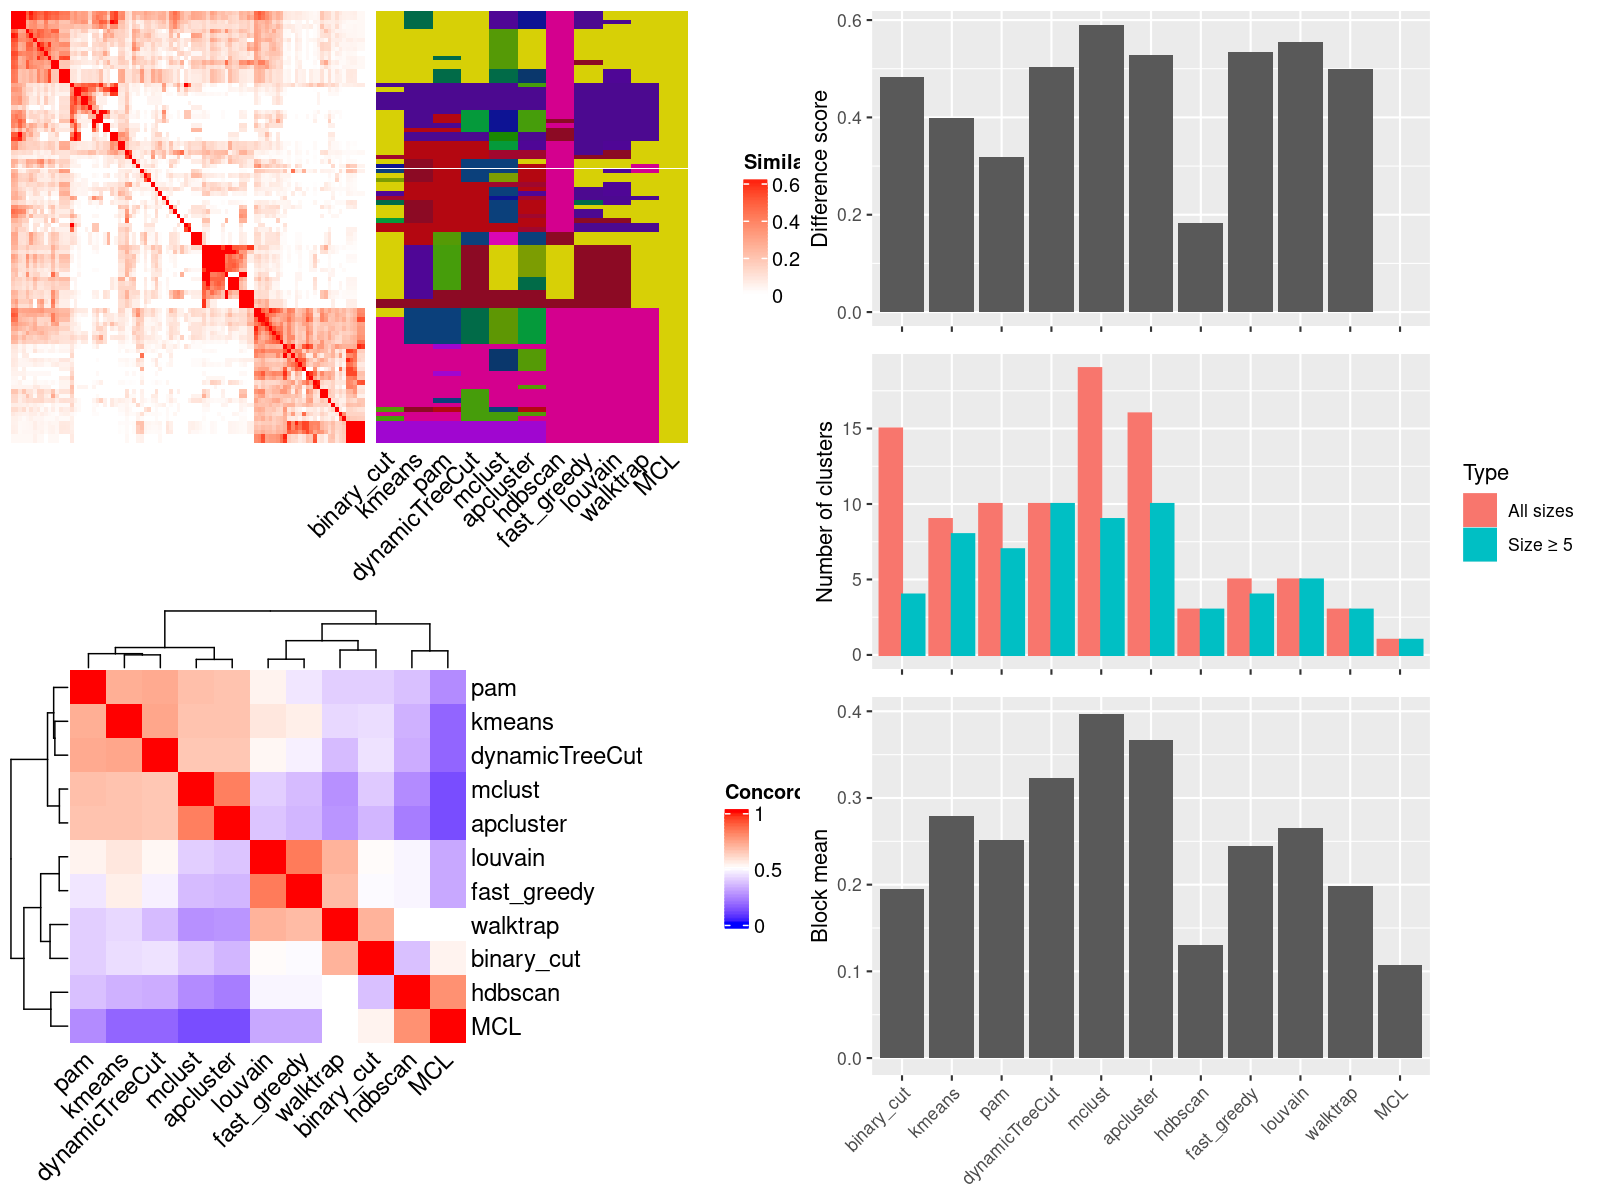 Simila
0.6
0.4
0.2
0
binary_cut
kmeans
pam
dynamicTreeCut
mclust
apcluster
hdbscan
fast_greedy
louvain
walktrap
MCL
pam
kmeans
dynamicTreeCut
mclust
apcluster
louvain
fast_greedy
walktrap
binary_cut
hdbscan
MCL
Concord
1
0.5
0
pam
kmeans
dynamicTreeCut
mclust
apcluster
louvain
fast_greedy
walktrap
binary_cut
hdbscan
MCL
Difference score
0.6
0.4
0.2
0.0
Number of clusters
15
10
5
0
Type
All sizes
Size ≥ 5
Block mean
0.4
0.3
0.2
0.1
0.0
binary_cut
kmeans
pam
dynamicTreeCut
mclust
apcluster
hdbscan
fast_greedy
louvain
walktrap
MCL